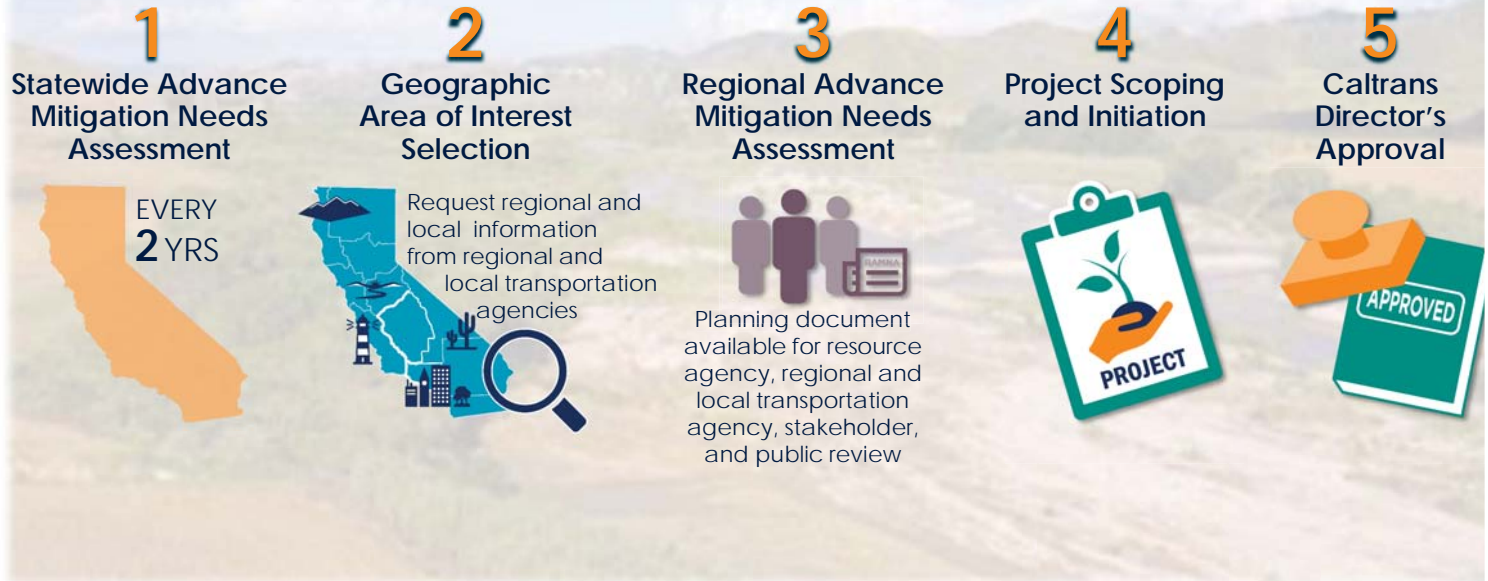 1
Statewide Advance
Mitigation Needs
Assessment
EVERY
2 YRS
2
Geographic
Area of Interest
Selection
Request regional and
local information
from regional and
local transportation
agencies
3
Regional Advance
Mitigation Needs
Assessment
RAMNA
Planning document
available for resource
agency, regional and
local transportation
agency, stakeholder,
and public review
4
Project Scoping
and Initiation
PROJECT
5
Caltrans
Director's
Approval
APPROVED